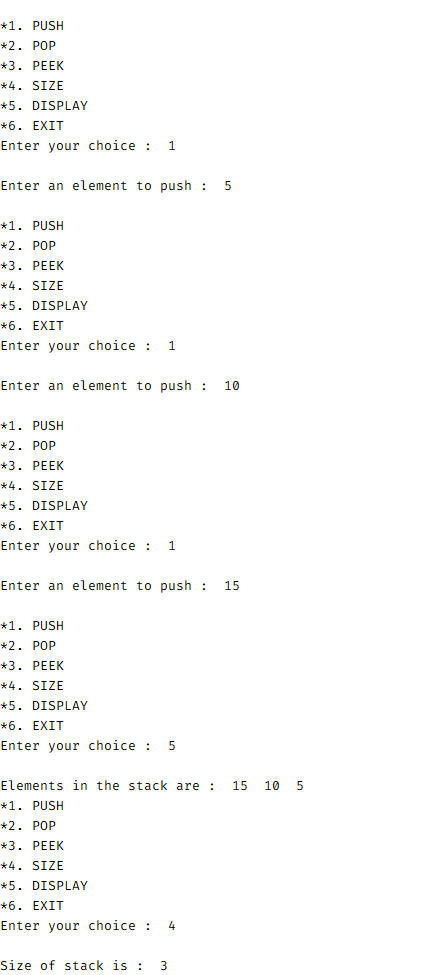 *1. PUSH
*2. POP
*3. PEEK
*4. SIZE
*5. DISPLAY
*6. EXIT
Enter your choice :  1
Enter an element to push :  5
*1. PUSH
*2. POP
*3. PEEK
*4. SIZE
*5. DISPLAY
*6. EXIT
Enter your choice :  1
Enter an element to push :  10
*1. PUSH
*2. POP
*3. PEEK
*4. SIZE
*5. DISPLAY
*6. EXIT
Enter your choice :  1
Enter an element to push :  15
*1. PUSH
*2. POP
*3. PEEK
*4. SIZE
*5. DISPLAY
*6. EXIT
Enter your choice :  5
Elements in the stack are :  15  10  5
*1. PUSH
*2. POP
*3. PEEK
*4. SIZE
*5. DISPLAY
*6. EXIT
Enter your choice :  4
Size of stack is :  3